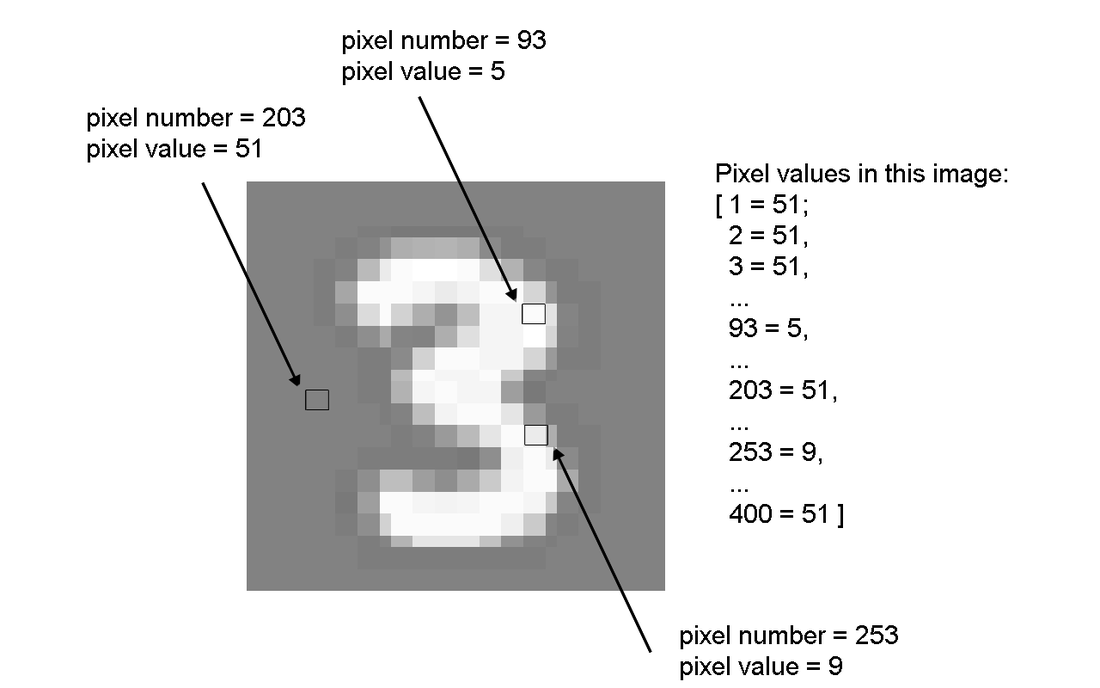 pixel number = 93
pixel value = 5
pixel number = 203
pixel value = 51
Pixel values in this image:
[ 1 = 51;
2 = 51,
3 = 51,
...
93 = 5,
...
203 = 51,
...
253 = 9,
...
400 = 51 ]
3
pixel number = 253
pixel value = 9